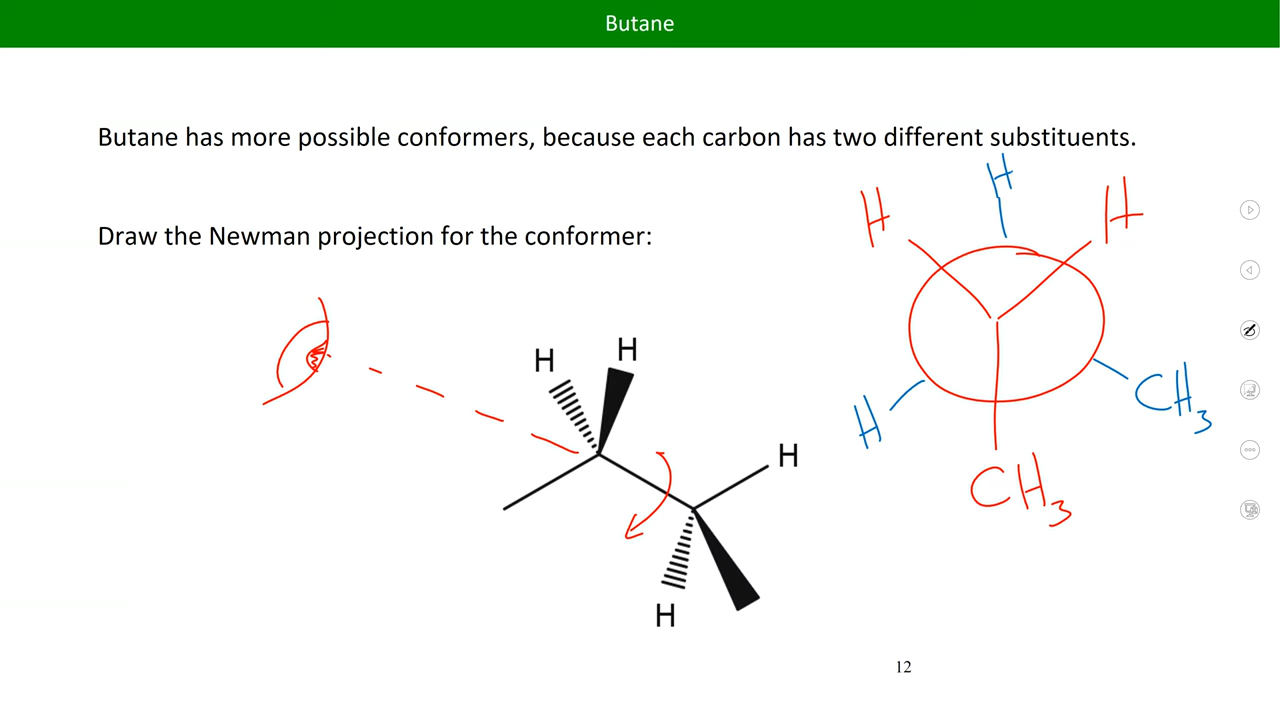 Butane
Butane has more possible conformers, because each carbon has two different substituents.
H
H
H
Draw the Newman projection for the conformer:
H
H
H
CH3
H
H
CH3
H
12